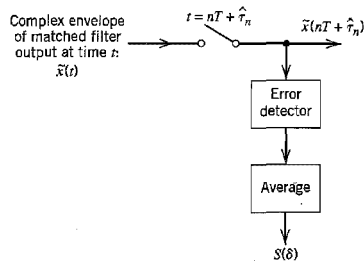 Complex envelope
of matched filter
output at time t:
x̃(t)
t = nT + τ̂ₙ
x̃(nT + τ̂ₙ)
Error
detector
Average
S(δ)